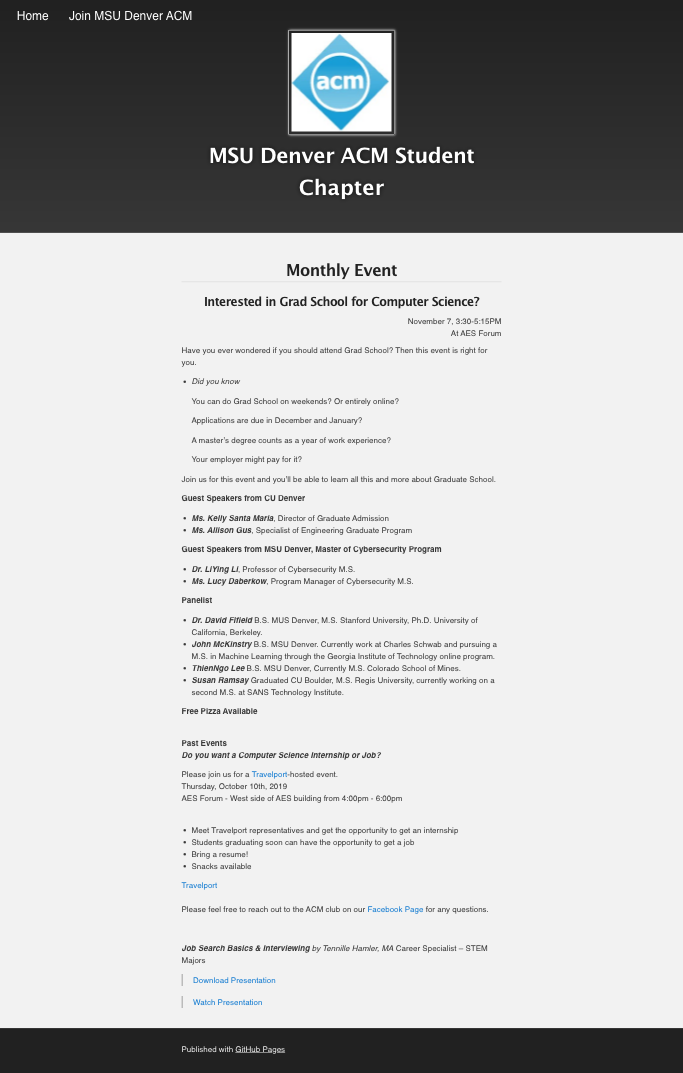 Home Join MSU Denver ACM
acm
MSU Denver ACM Student
Chapter
Monthly Event
Interested in Grad School for Computer Science?
November 7, 3:30-5:15PM
At AES Forum
Have you ever wondered if you should attend Grad School? Then this event is right for
you.
• Did you know
You can do Grad School on weekends? Or entirely online?
Applications are due in December and January?
A master's degree counts as a year of work experience?
Your employer might pay for it?
Join us for this event and you'll be able to learn all this and more about Graduate School.
Guest Speakers from CU Denver
• Ms. Kelly Santa Maria, Director of Graduate Admission
• Ms. Allison Gus, Specialist of Engineering Graduate Program
Guest Speakers from MSU Denver, Master of Cybersecurity Program
• Dr. LiYing Li, Professor of Cybersecurity M.S.
• Ms. Lucy Daberkow, Program Manager of Cybersecurity M.S.
Panelist
• Dr. David Fifield B.S. MUS Denver, M.S. Stanford University, Ph.D. University of
California, Berkeley.
• John McKinstry B.S. MSU Denver. Currently work at Charles Schwab and pursuing a
M.S. in Machine Learning through the Georgia Institute of Technology online program.
• ThienNgo Lee B.S. MSU Denver, Currently M.S. Colorado School of Mines.
• Susan Ramsay Graduated CU Boulder, M.S. Regis University, currently working on a
second M.S. at SANS Technology Institute.
Free Pizza Available
Past Events
Do you want a Computer Science Internship or Job?
Please join us for a Travelport-hosted event.
Thursday, October 10th, 2019
AES Forum - West side of AES building from 4:00pm - 6:00pm
• Meet Travelport representatives and get the opportunity to get an internship
• Students graduating soon can have the opportunity to get a job
• Bring a resume!
• Snacks available
Travelport
Please feel free to reach out to the ACM club on our Facebook Page for any questions.
Job Search Basics & Interviewing by Tennille Hamler, MA Career Specialist – STEM
Majors
Download Presentation
Watch Presentation
Published with GitHub Pages